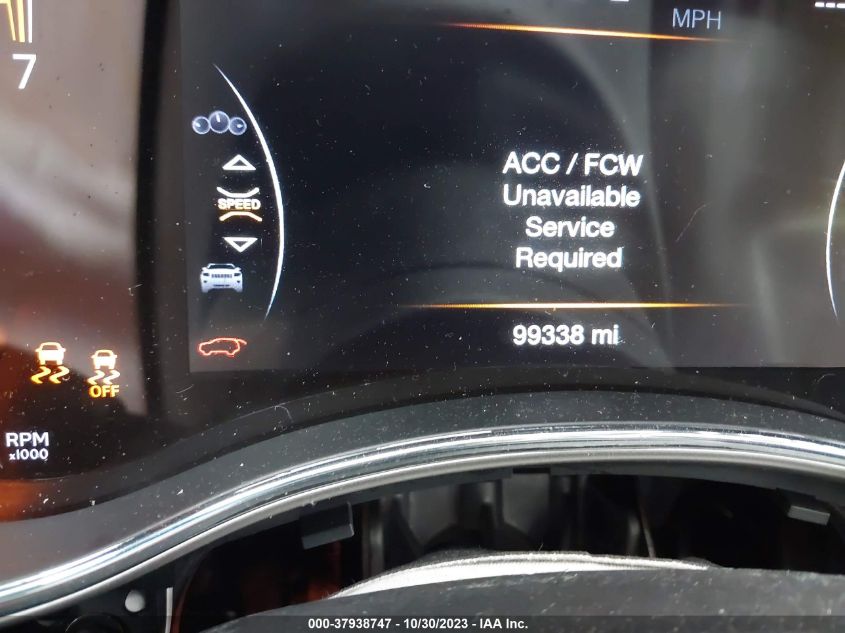 MPH
7
SPEED
ACC / FCW
Unavailable
Service
Required
99338 mi
OFF
RPM
x1000
000-37938747 - 10/30/2023 - IAA Inc.